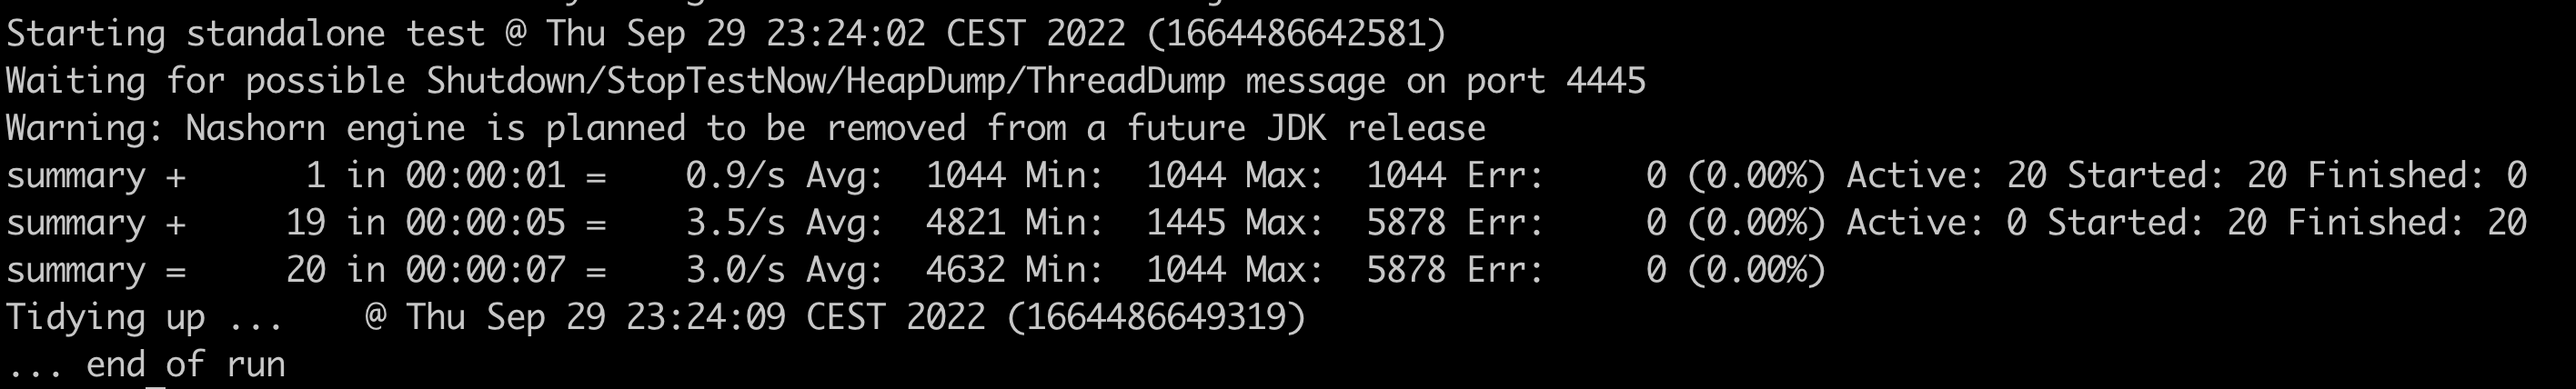 Starting standalone test @ Thu Sep 29 23:24:02 CEST 2022 (1664486642581)
Waiting for possible Shutdown/StopTestNow/HeapDump/ThreadDump message on port 4445
Warning: Nashorn engine is planned to be removed from a future JDK release
summary +      1 in 00:00:01 =    0.9/s Avg:  1044 Min:  1044 Max:  1044 Err:     0 (0.00%) Active: 20 Started: 20 Finished: 0
summary +     19 in 00:00:05 =    3.5/s Avg:  4821 Min:  1445 Max:  5878 Err:     0 (0.00%) Active: 0 Started: 20 Finished: 20
summary =     20 in 00:00:07 =    3.0/s Avg:  4632 Min:  1044 Max:  5878 Err:     0 (0.00%)
Tidying up ...    @ Thu Sep 29 23:24:09 CEST 2022 (1664486649319)
... end of run